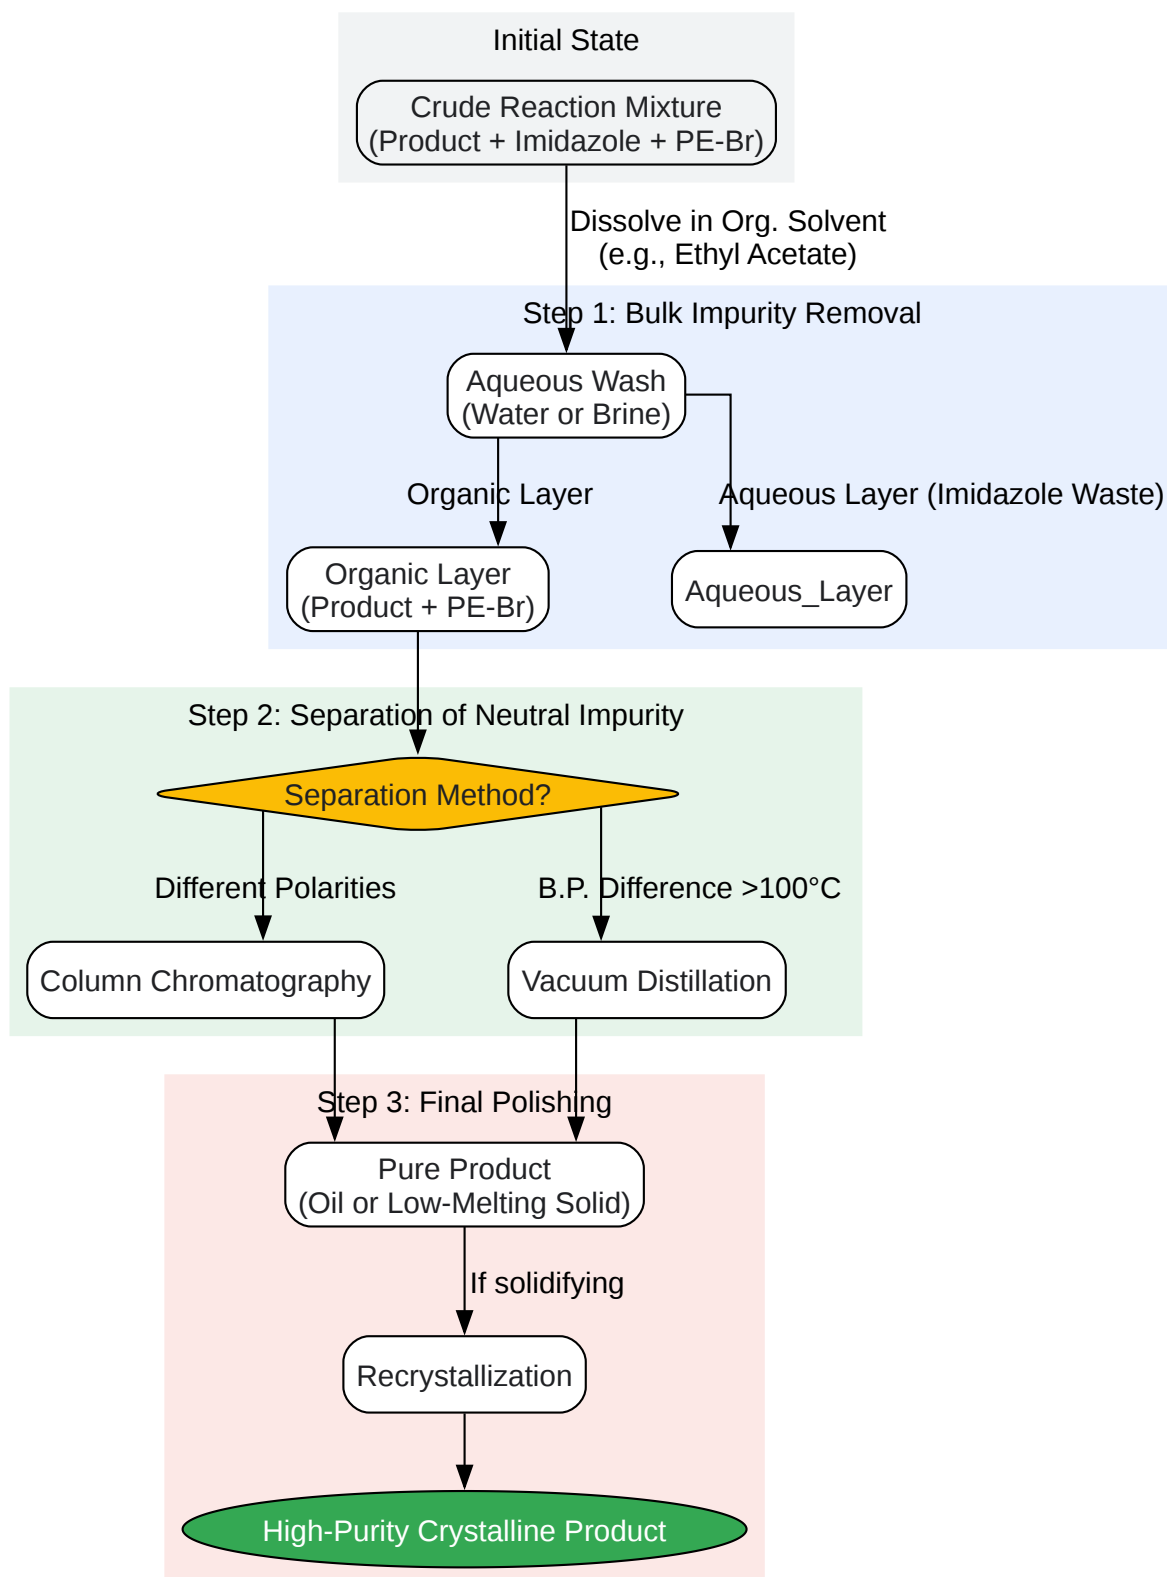 Initial State
Crude Reaction Mixture
(Product + Imidazole + PE-Br)
Dissolve in Org. Solvent
(e.g., Ethyl Acetate)
Step 1: Bulk Impurity Removal
Aqueous Wash
(Water or Brine)
Organic Layer
Aqueous Layer (Imidazole Waste)
Organic Layer
(Product + PE-Br)
Aqueous_Layer
Step 2: Separation of Neutral Impurity
Separation Method?
Different Polarities
B.P. Difference >100°C
Column Chromatography
Vacuum Distillation
Step 3: Final Polishing
Pure Product
(Oil or Low-Melting Solid)
If solidifying
Recrystallization
High-Purity Crystalline Product